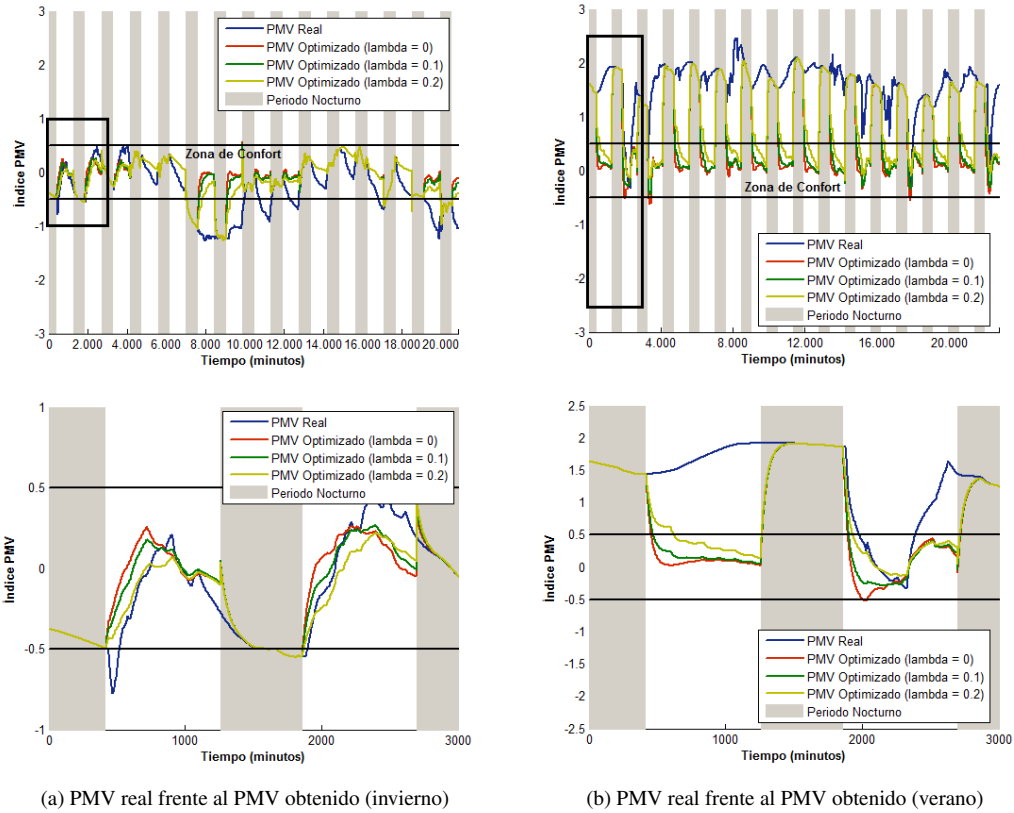 3
2
1
0
-1
-2
-3
Índice PMV
PMV Real
PMV Optimizado (lambda = 0)
PMV Optimizado (lambda = 0.1)
PMV Optimizado (lambda = 0.2)
Periodo Nocturno
Zona de Confort
0 2.000 4.000 6.000 8.000 10.000 12.000 14.000 16.000 18.000 20.000
Tiempo (minutos)
3
2
1
0
-1
-2
-3
Índice PMV
Zona de Confort
PMV Real
PMV Optimizado (lambda = 0)
PMV Optimizado (lambda = 0.1)
PMV Optimizado (lambda = 0.2)
Periodo Nocturno
0 4.000 8.000 12.000 16.000 20.000
Tiempo (minutos)
1
0.5
0
-0.5
-1
Índice PMV
PMV Real
PMV Optimizado (lambda = 0)
PMV Optimizado (lambda = 0.1)
PMV Optimizado (lambda = 0.2)
Periodo Nocturno
0 1000 2000 3000
Tiempo (minutos)
2.5
2
1.5
1
0.5
0
-0.5
-1
-1.5
-2
-2.5
Índice PMV
PMV Real
PMV Optimizado (lambda = 0)
PMV Optimizado (lambda = 0.1)
PMV Optimizado (lambda = 0.2)
Periodo Nocturno
0 1000 2000 3000
Tiempo (minutos)
(a) PMV real frente al PMV obtenido (invierno)
(b) PMV real frente al PMV obtenido (verano)